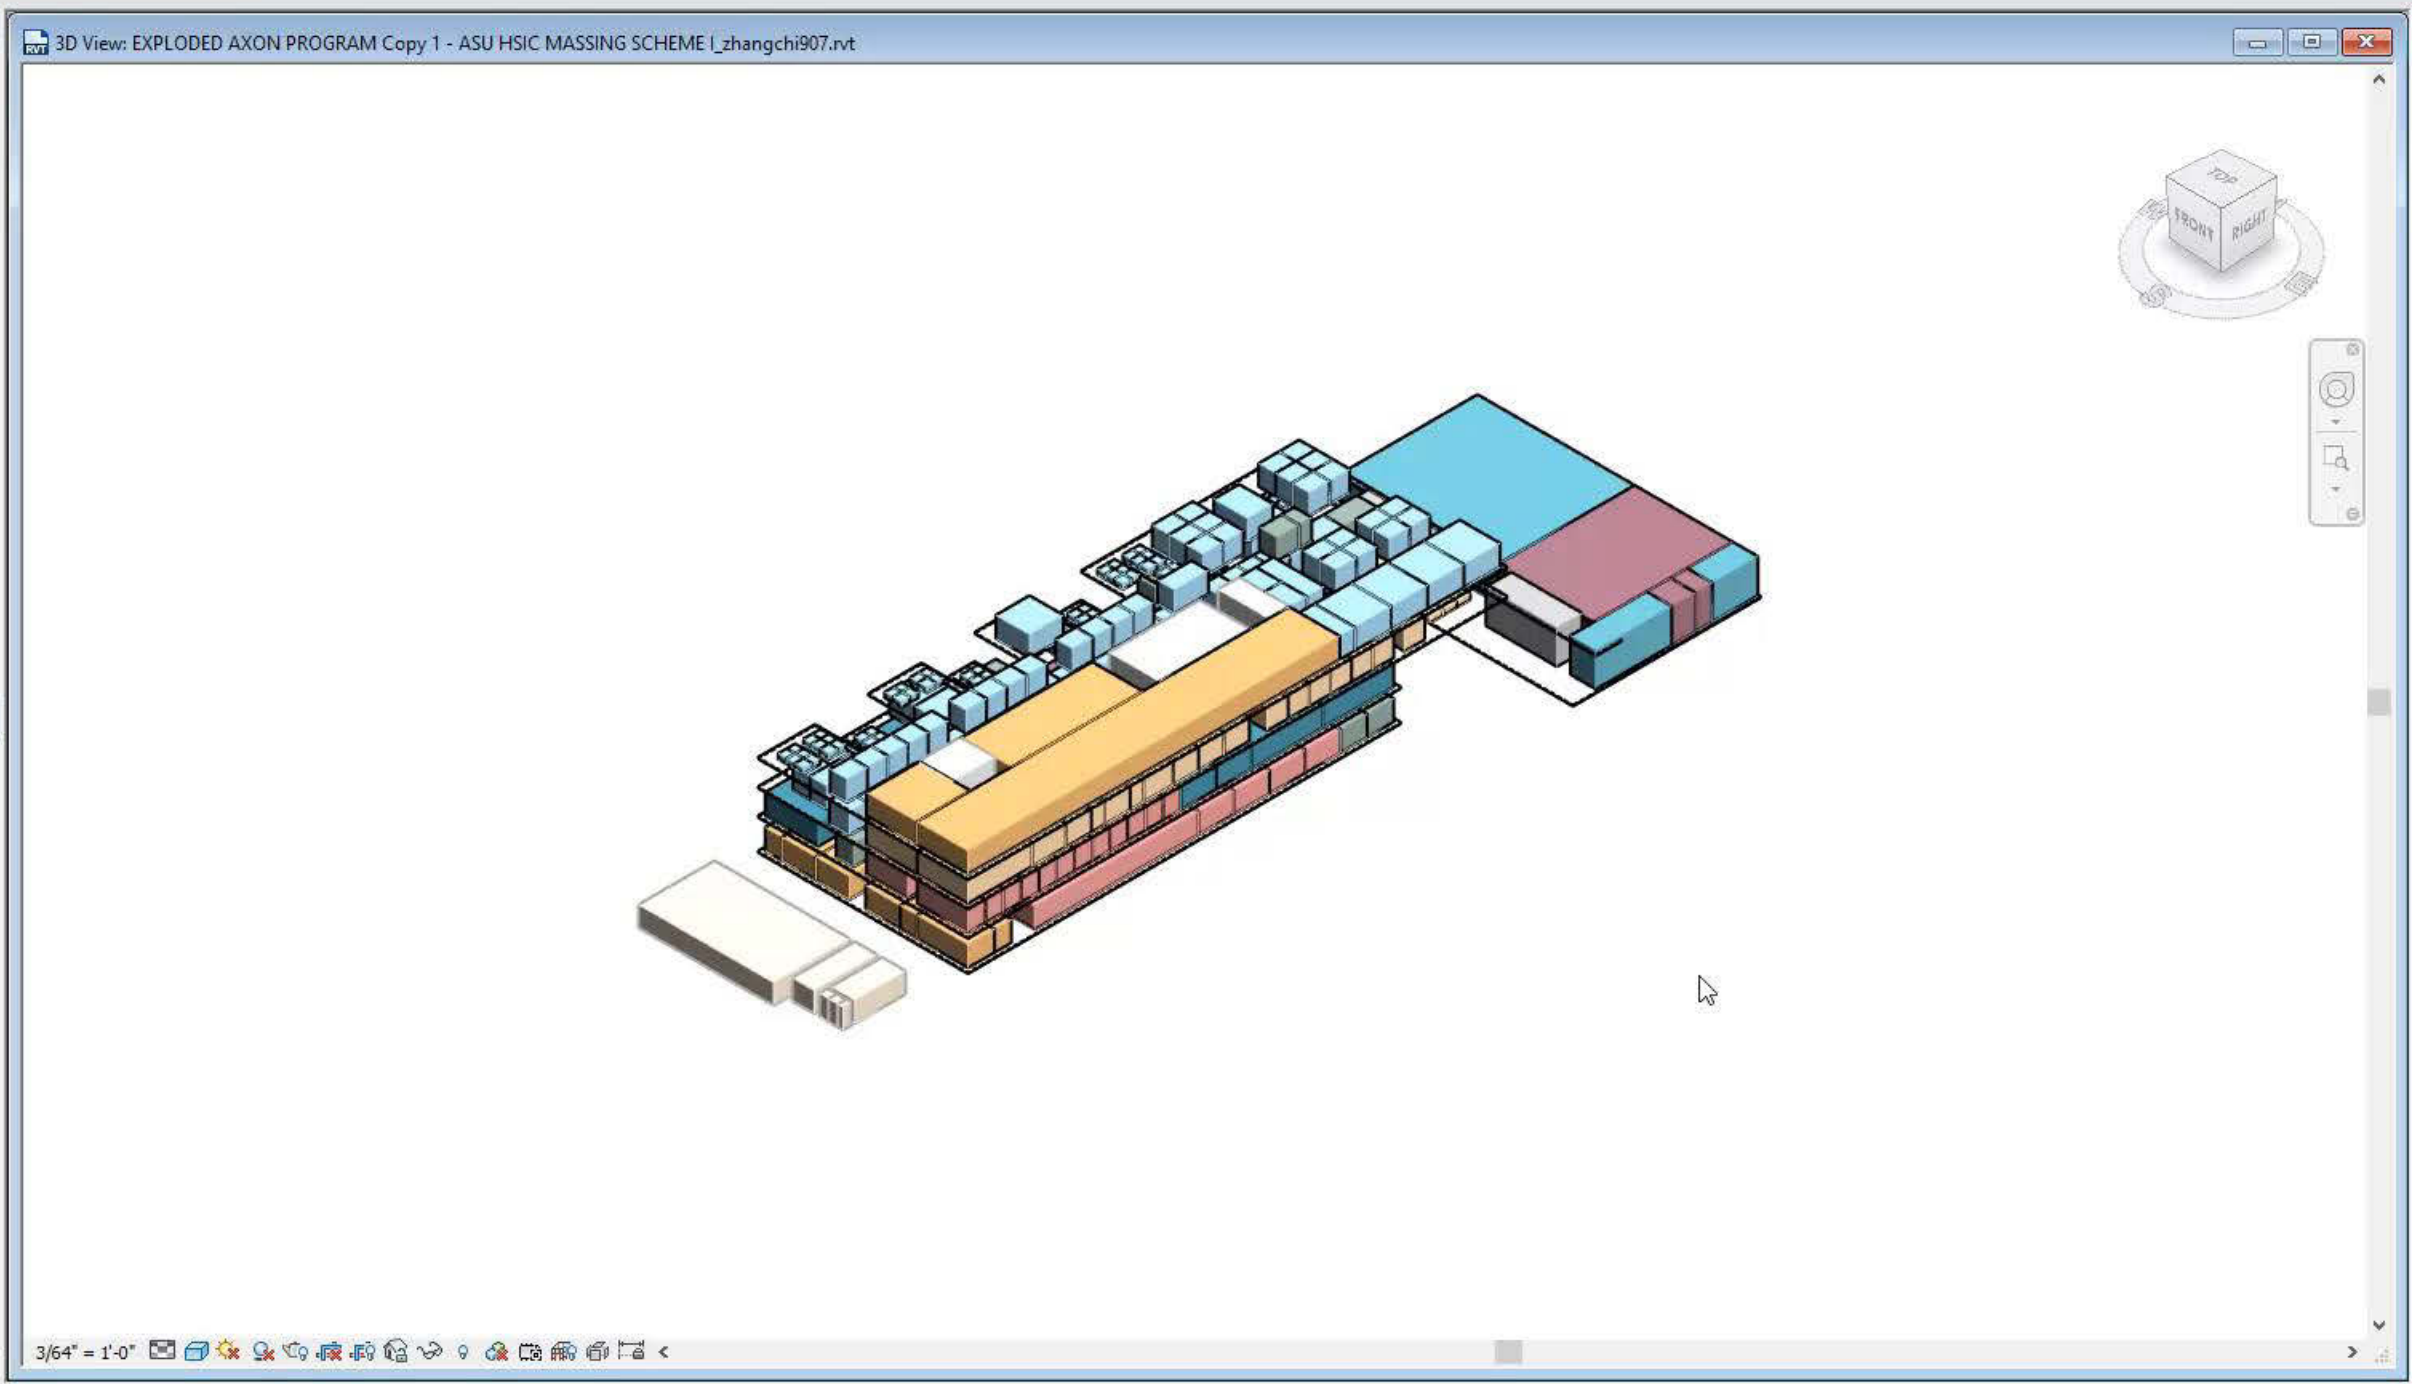 3D View: EXPLODED AXON PROGRAM Copy 1 - ASU HSIC MASSING SCHEME I_zhangchi907.rvt
RVT
TOP
FRONT
RIGHT
3/64" = 1'-0"